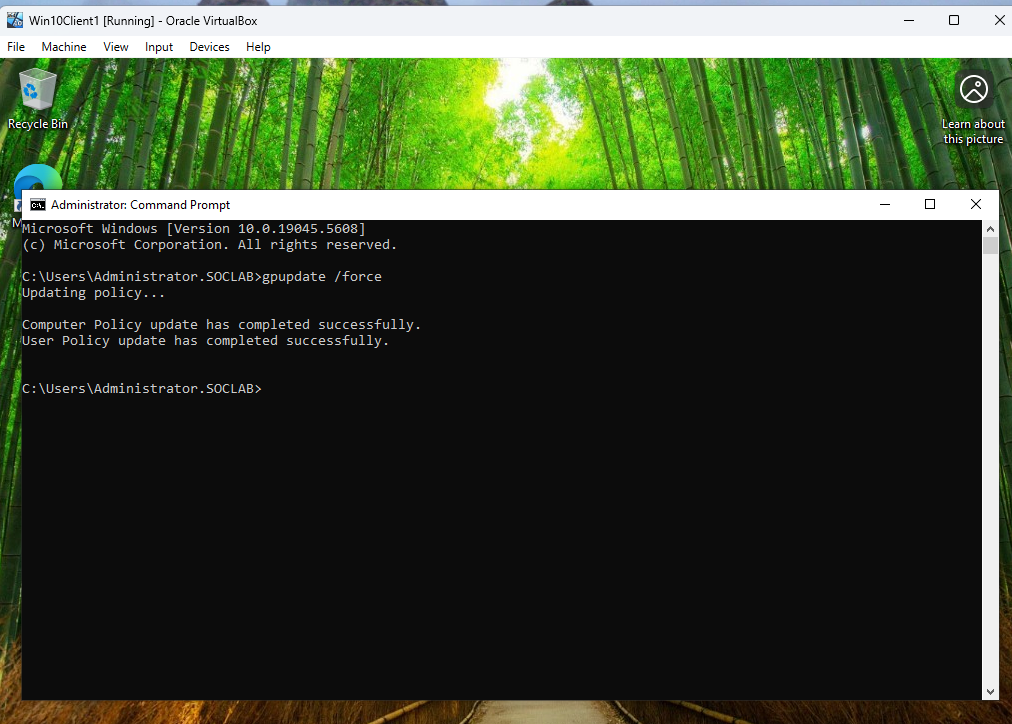 Win10Client1 [Running] - Oracle VirtualBox
File Machine View Input Devices Help
Recycle Bin
Learn about
this picture
M
Administrator: Command Prompt
Microsoft Windows [Version 10.0.19045.5608]
(c) Microsoft Corporation. All rights reserved.
C:\Users\Administrator.SOCLAB>gpupdate /force
Updating policy...
Computer Policy update has completed successfully.
User Policy update has completed successfully.
C:\Users\Administrator.SOCLAB>